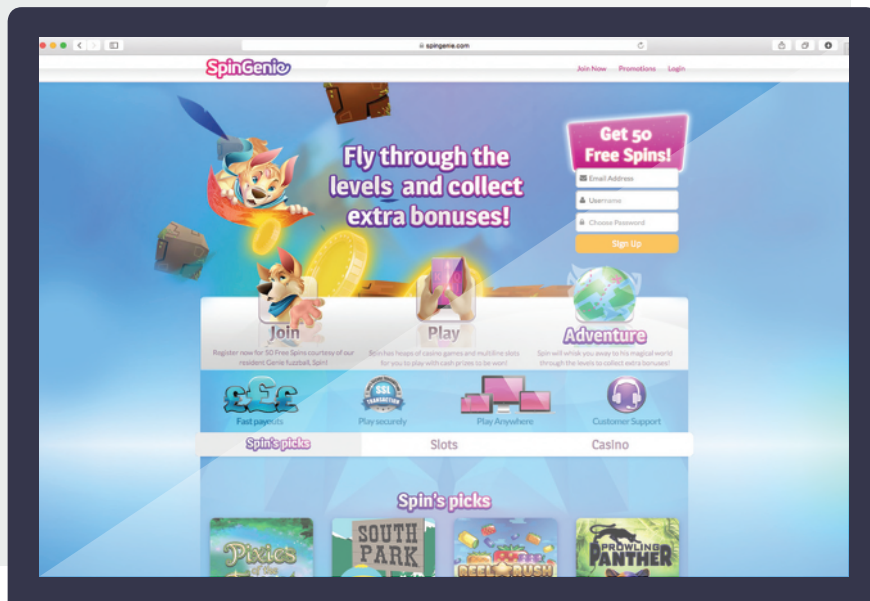 spingenie.com
SpinGenie
Join Now Promotions Login
Fly through the
levels and collect
extra bonuses!
Get 50
Free Spins!
Email Address
Username
Choose Password
Sign Up
Join
Register now for 50 Free Spins courtesy of our
resident Genie fuzzball, Spin!
Play
Spin has heaps of casino games and multiline slots
for you to play with cash prizes to be won!
Adventure
Spin will whisk you away to his magical world
through the levels to collect extra bonuses!
£££
Fast payouts
SSL
TRANSACTION
Play securely
Play Anywhere
Customer Support
Spin's picks Slots Casino
Spin's picks
Pixies
of the
SOUTH
PARK
REEL RUSH
PROWLING
PANTHER